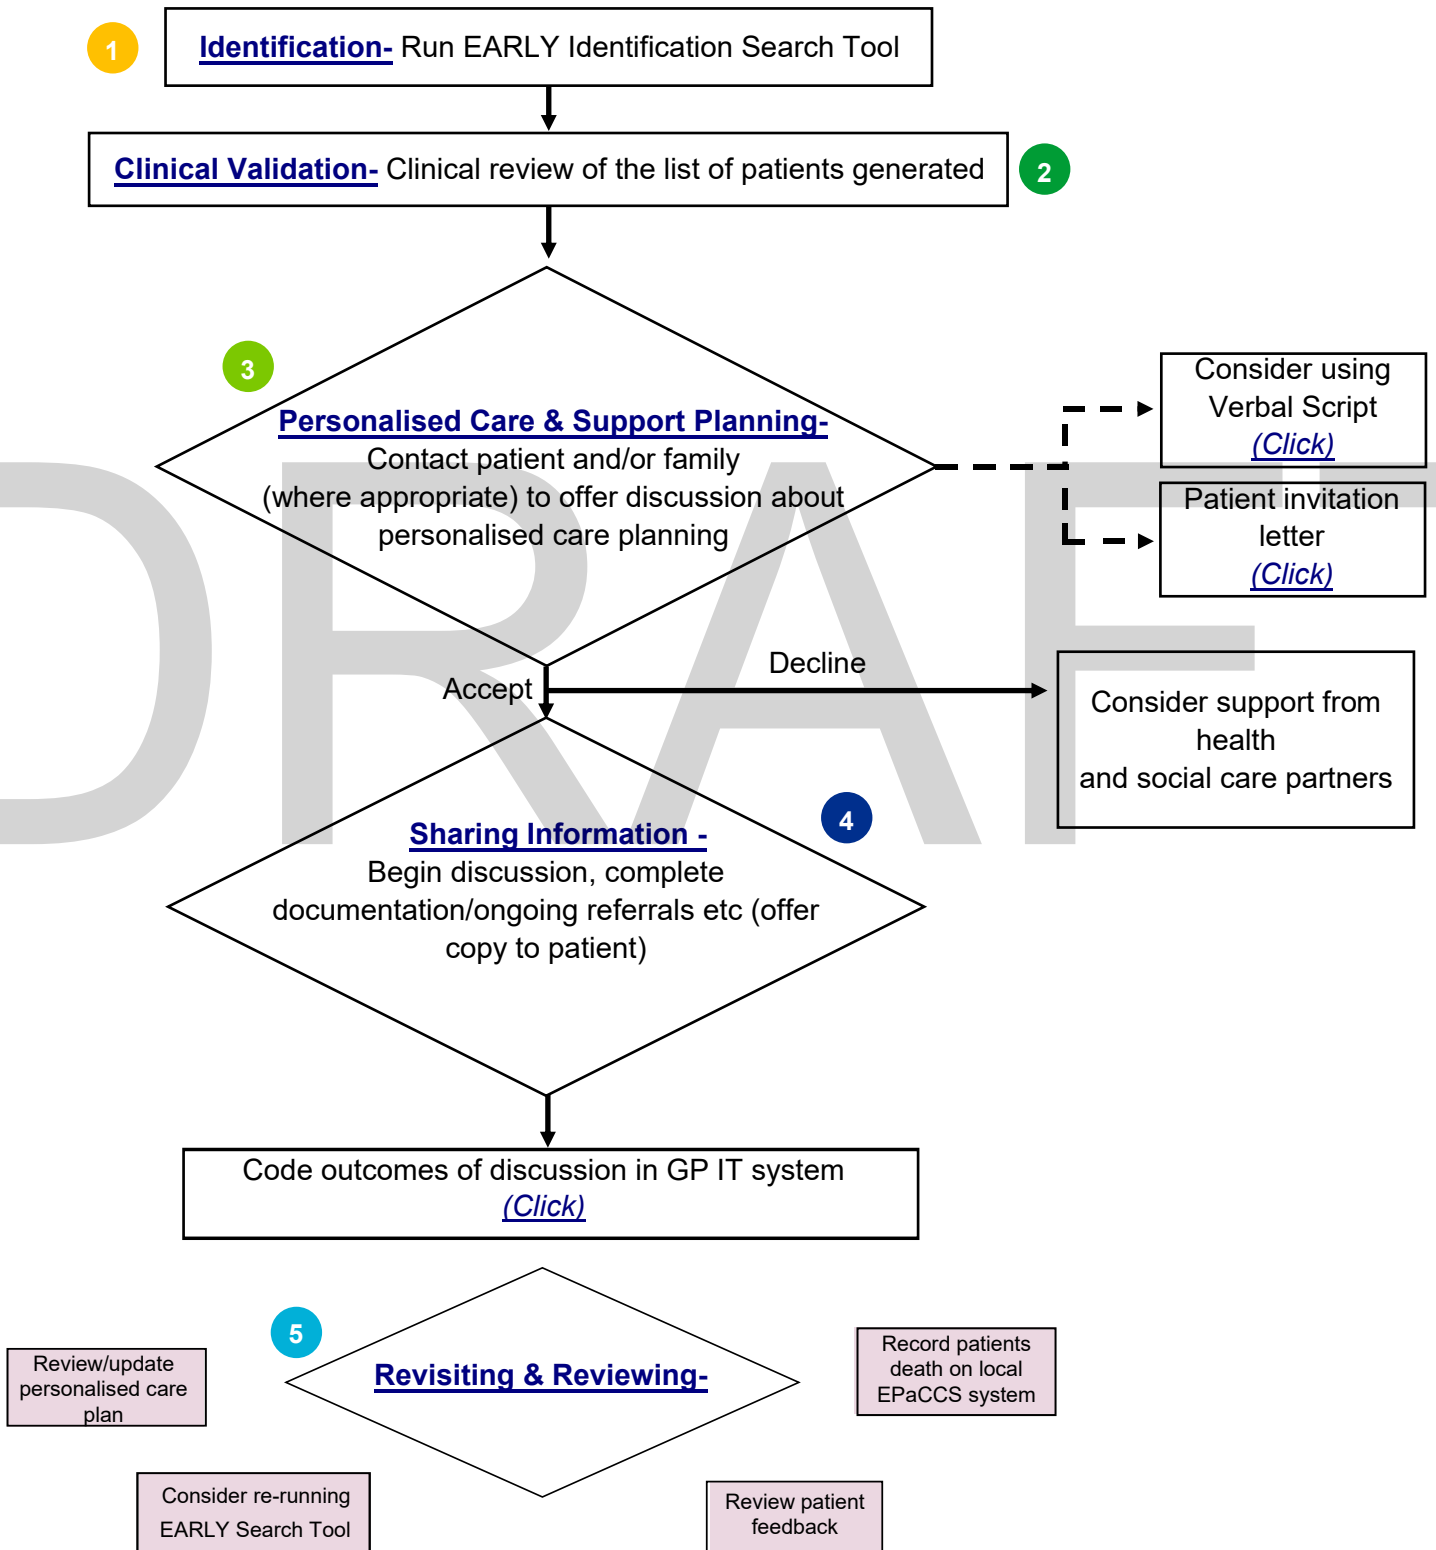 1
Identification- Run EARLY Identification Search Tool
Clinical Validation- Clinical review of the list of patients generated
2
3
Personalised Care & Support Planning-
Contact patient and/or family
(where appropriate) to offer discussion about
personalised care planning
Consider using
Verbal Script
(Click)
Patient invitation
letter
(Click)
DRAFT
Decline
Accept
Consider support from
health
and social care partners
4
Sharing Information -
Begin discussion, complete
documentation/ongoing referrals etc (offer
copy to patient)
Code outcomes of discussion in GP IT system
(Click)
5
Revisiting & Reviewing-
Review/update
personalised care
plan
Record patients
death on local
EPaCCS system
Consider re-running
EARLY Search Tool
Review patient
feedback